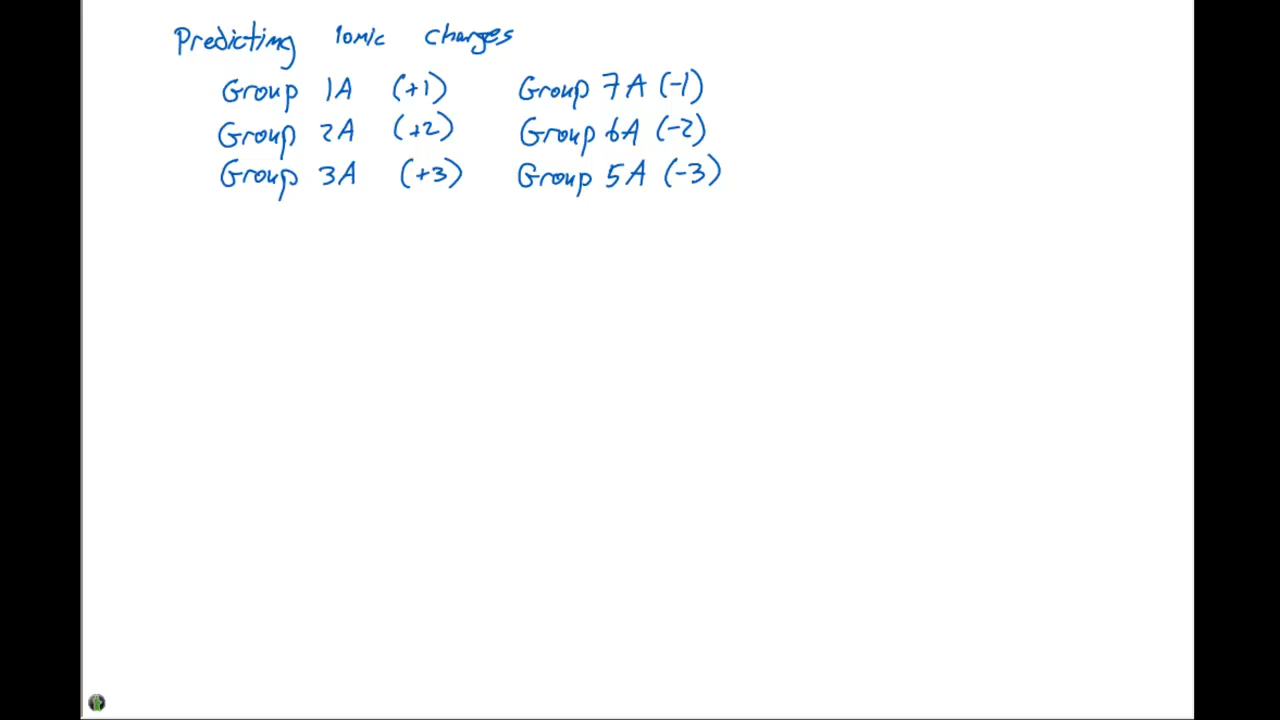 Predicting Ionic charges
Group 1A (+1) Group 7A (-1)
Group 2A (+2) Group 6A (-2)
Group 3A (+3) Group 5A (-3)